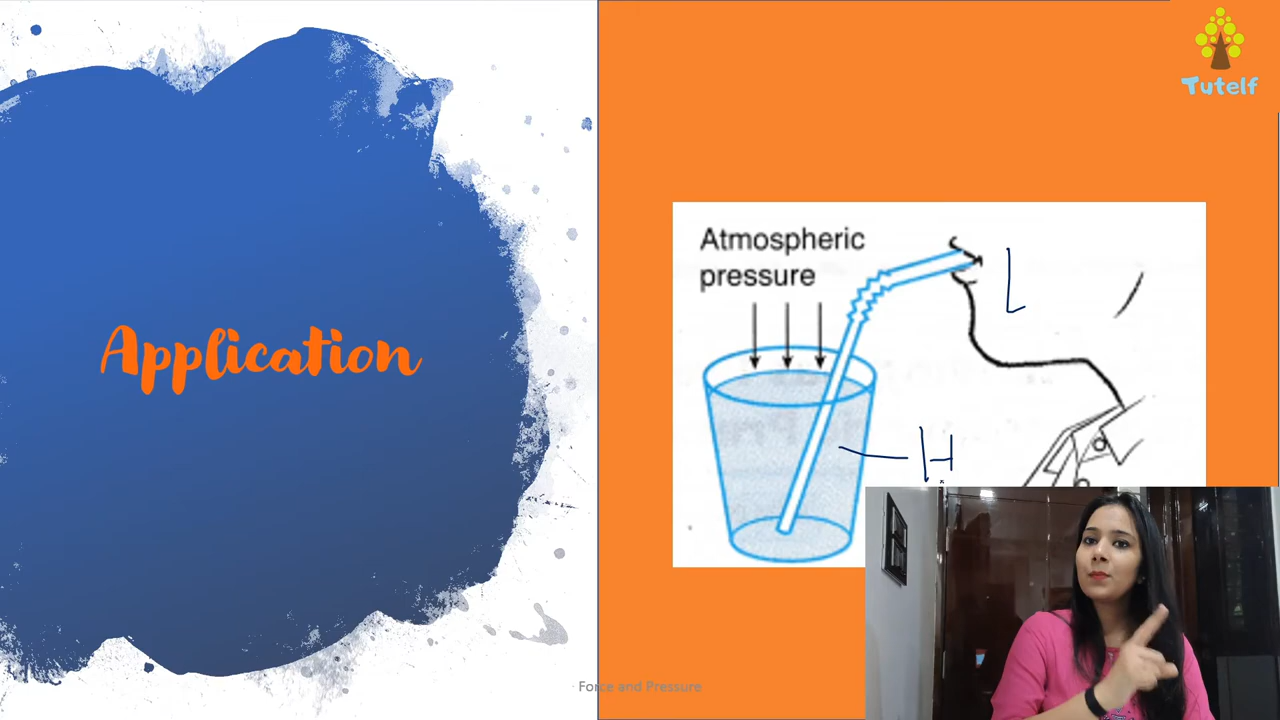 Application
Tutelf
Atmospheric
pressure
L
H
Force and Pressure